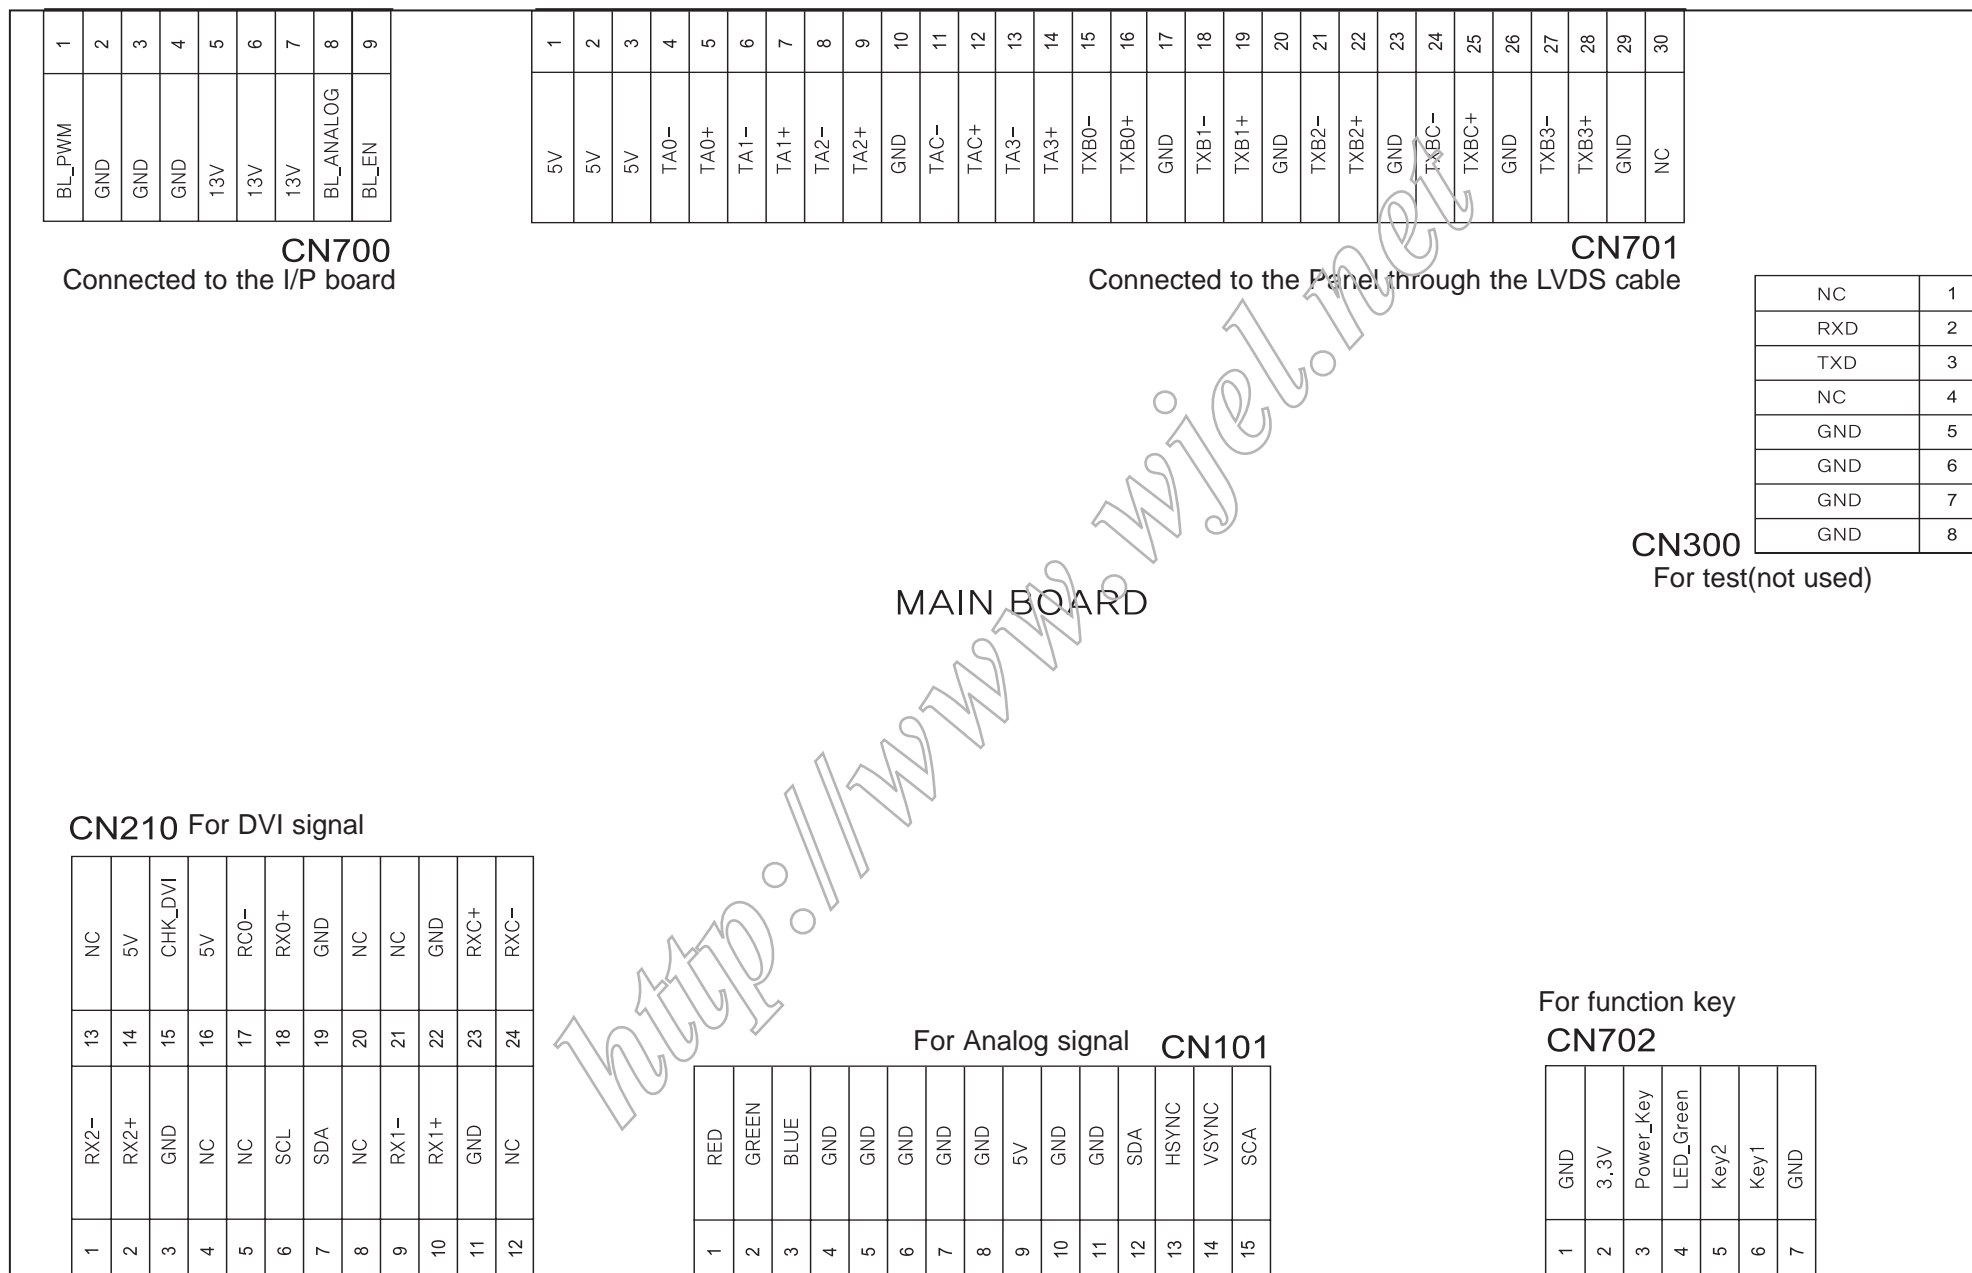 1 2 3 4 5 6 7 8 9
BL_PWM GND GND GND 13V 13V 13V BL_ANALOG BL_EN
CN700
Connected to the I/P board
1 2 3 4 5 6 7 8 9 10 11 12 13 14 15 16 17 18 19 20 21 22 23 24 25 26 27 28 29 30
5V 5V 5V TA0- TA0+ TA1- TA1+ TA2- TA2+ GND TAC- TAC+ TA3- TA3+ TXB0- TXB0+ GND TXB1- TXB1+ GND TXB2- TXB2+ GND TXBC- TXBC+ GND TXB3- TXB3+ GND NC
CN701
Connected to the Panel through the LVDS cable
NC 1
RXD 2
TXD 3
NC 4
GND 5
GND 6
GND 7
GND 8
CN300
For test(not used)
MAIN BOARD
http://www.wjel.net
CN210 For DVI signal
NC 5V CHK_DVI 5V RC0- RX0+ GND NC NC GND RXC+ RXC-
13 14 15 16 17 18 19 20 21 22 23 24
RX2- RX2+ GND NC NC SCL SDA NC RX1- RX1+ GND NC
1 2 3 4 5 6 7 8 9 10 11 12
For Analog signal CN101
RED GREEN BLUE GND GND GND GND GND 5V GND GND SDA HSYNC VSYNC SCA
1 2 3 4 5 6 7 8 9 10 11 12 13 14 15
For function key
CN702
GND 3.3V Power_Key LED_Green Key2 Key1 GND
1 2 3 4 5 6 7